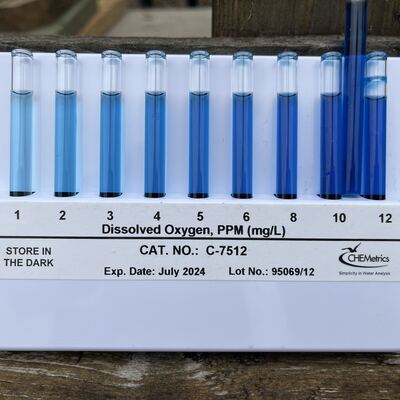 1 2 3 4 5 6 8 10 12
Dissolved Oxygen, PPM (mg/L)
STORE IN
THE DARK
CAT. NO.: C-7512
Exp. Date: July 2024 Lot No.: 95069/12
CHEMetrics
Simplicity in Water Analysis